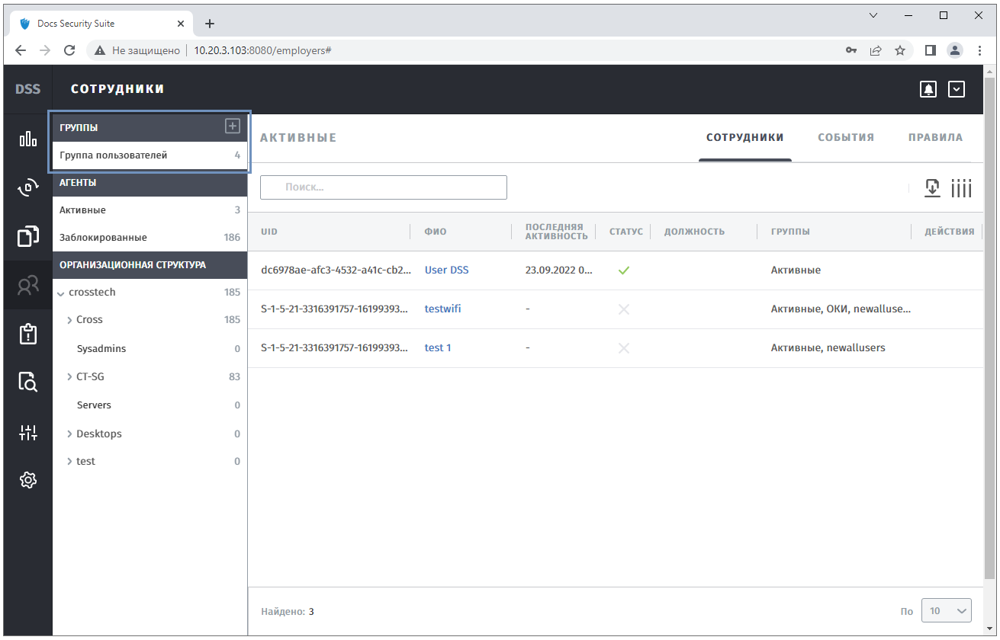 Docs Security Suite
Не защищено 10.20.3.103:8080/employers#
DSS СОТРУДНИКИ
ГРУППЫ
Группа пользователей 4
АГЕНТЫ
Активные 3
Заблокированные 186
ОРГАНИЗАЦИОННАЯ СТРУКТУРА
crosstech 185
Cross 185
Sysadmins 0
CT-SG 83
Servers 0
Desktops 0
test 0
АКТИВНЫЕ СОТРУДНИКИ СОБЫТИЯ ПРАВИЛА
Поиск...
UID ФИО ПОСЛЕДНЯЯ АКТИВНОСТЬ СТАТУС ДОЛЖНОСТЬ ГРУППЫ ДЕЙСТВИЯ
dc6978ae-afc3-4532-a41c-cb2... User DSS 23.09.2022 0... Активные
S-1-5-21-3316391757-16199393... testwifi - Активные, ОКИ, newalluse...
S-1-5-21-3316391757-16199393... test 1 - Активные, newallusers
Найдено: 3 По 10